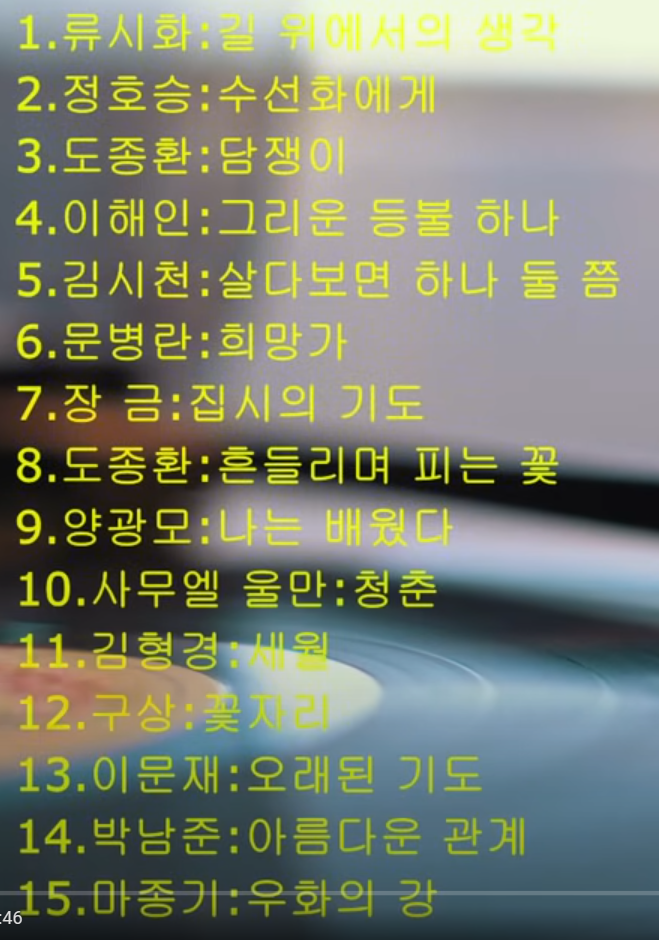 1.류시화:길 위에서의 생각
2.정호승:수선화에게
3.도종환:담쟁이
4.이해인:그리운 등불 하나
5.김시천:살다보면 하나 둘 쯤
6.문병란:희망가
7.장 금:집시의 기도
8.도종환:흔들리며 피는 꽃
9.양광모:나는 배웠다
10.사무엘 울만:청춘
11.김형경:세월
12.구상:꽃자리
13.이문재:오래된 기도
14.박남준:아름다운 관계
15.마종기:우화의 강
:46